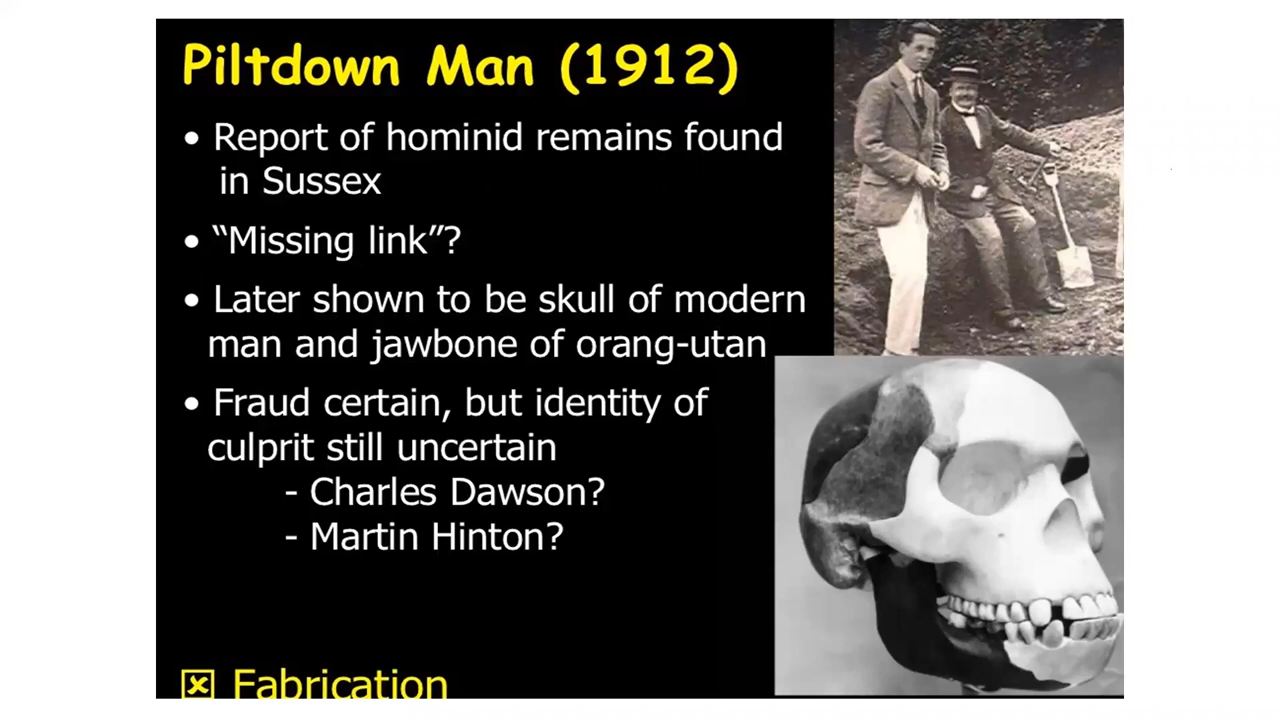 Piltdown Man (1912)
• Report of hominid remains found
in Sussex
• “Missing link”?
• Later shown to be skull of modern
man and jawbone of orang-utan
• Fraud certain, but identity of
culprit still uncertain
- Charles Dawson?
- Martin Hinton?
☒ Fabrication